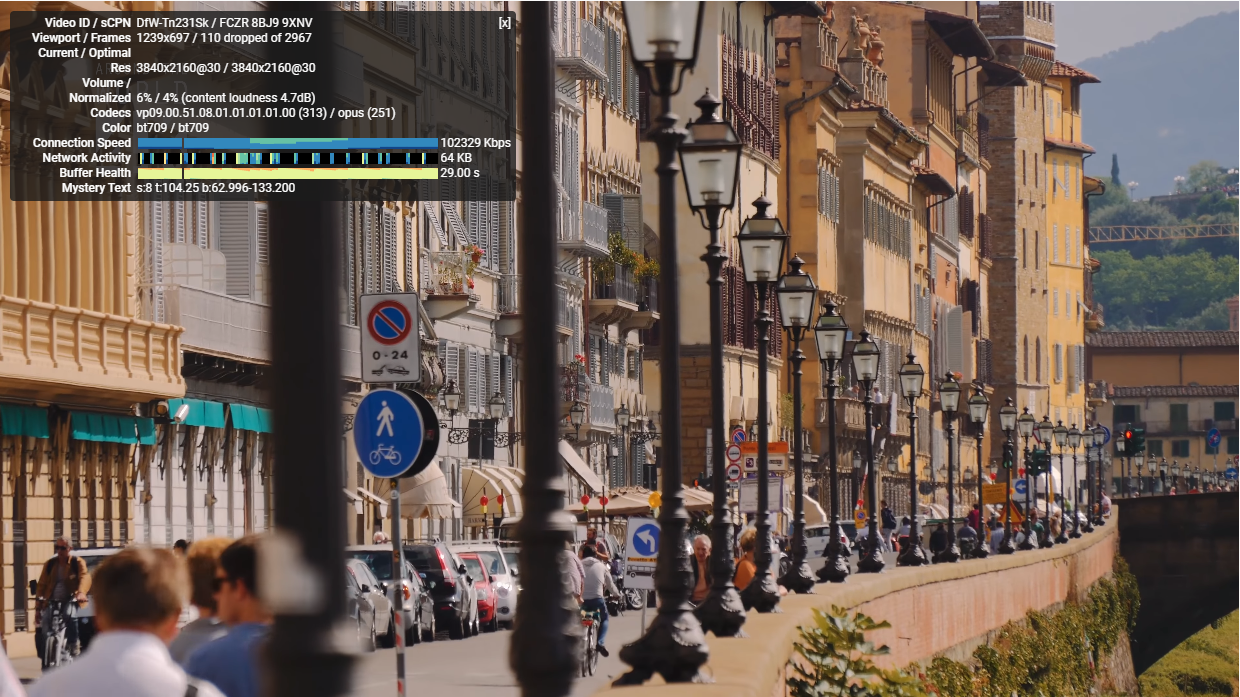 Video ID / sCPN DfW-Tn231Sk / FCZR 8BJ9 9XNV [x]
Viewport / Frames 1239x697 / 110 dropped of 2967
Current / Optimal
Res 3840x2160@30 / 3840x2160@30
Volume /
Normalized 6% / 4% (content loudness 4.7dB)
Codecs vp09.00.51.08.01.01.01.01.00 (313) / opus (251)
Color bt709 / bt709
Connection Speed 102329 Kbps
Network Activity 64 KB
Buffer Health 29.00 s
Mystery Text s:8 t:104.25 b:62.996-133.200
0-24